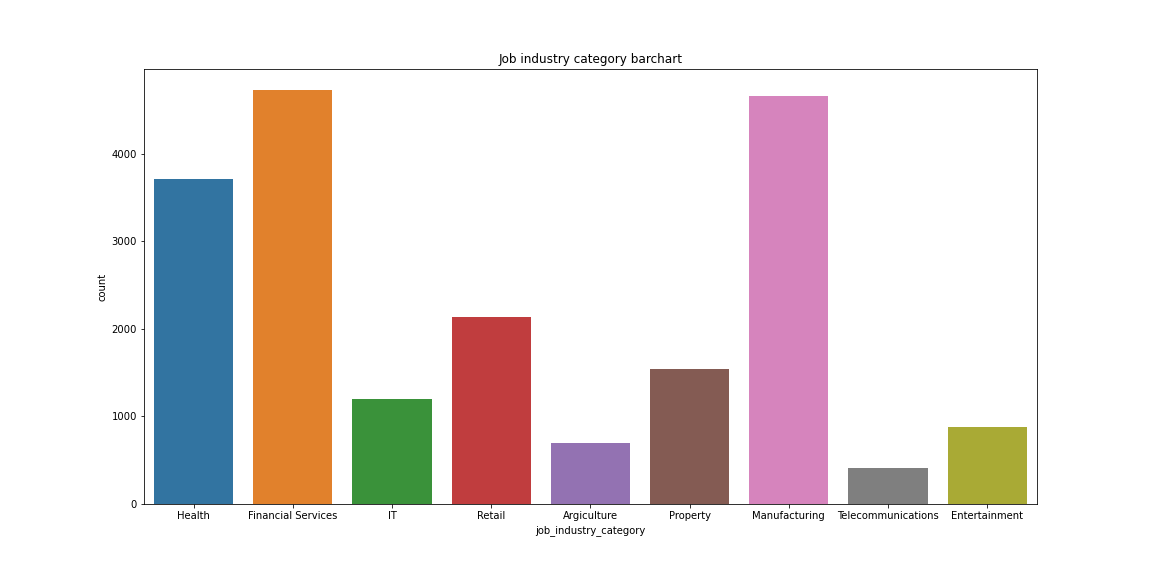 Job industry category barchart
count
4000
3000
2000
1000
0
Health Financial Services IT Retail Argiculture Property Manufacturing Telecommunications Entertainment
job_industry_category